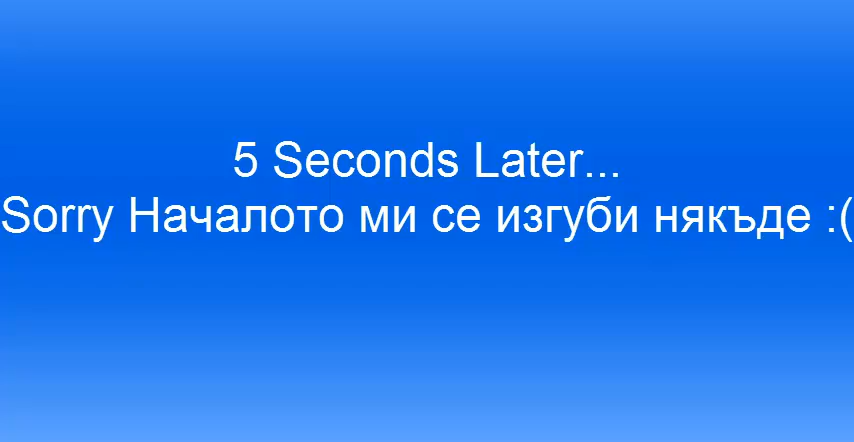 5 Seconds Later...
Sorry Началото ми се изгуби някъде :(